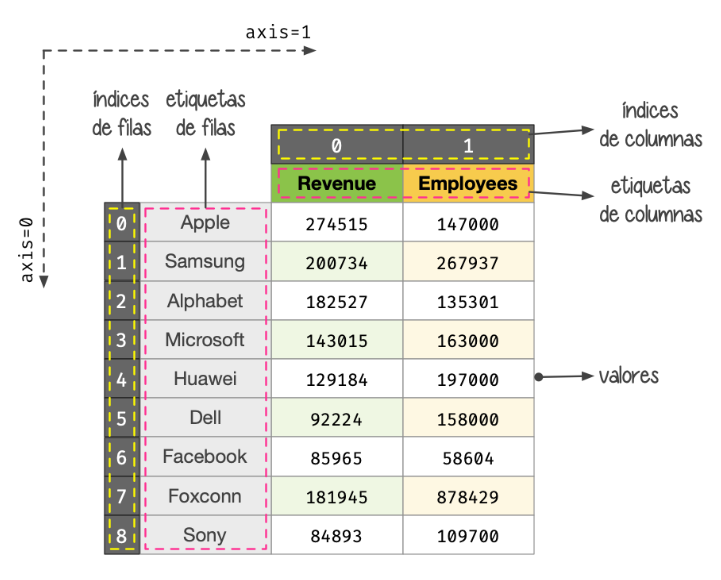 axis=1
índices
de filas
etiquetas
de filas
índices
de columnas
0 1
Revenue Employees
etiquetas
de columnas
axis=0
0 Apple 274515 147000
1 Samsung 200734 267937
2 Alphabet 182527 135301
3 Microsoft 143015 163000
4 Huawei 129184 197000
valores
5 Dell 92224 158000
6 Facebook 85965 58604
7 Foxconn 181945 878429
8 Sony 84893 109700